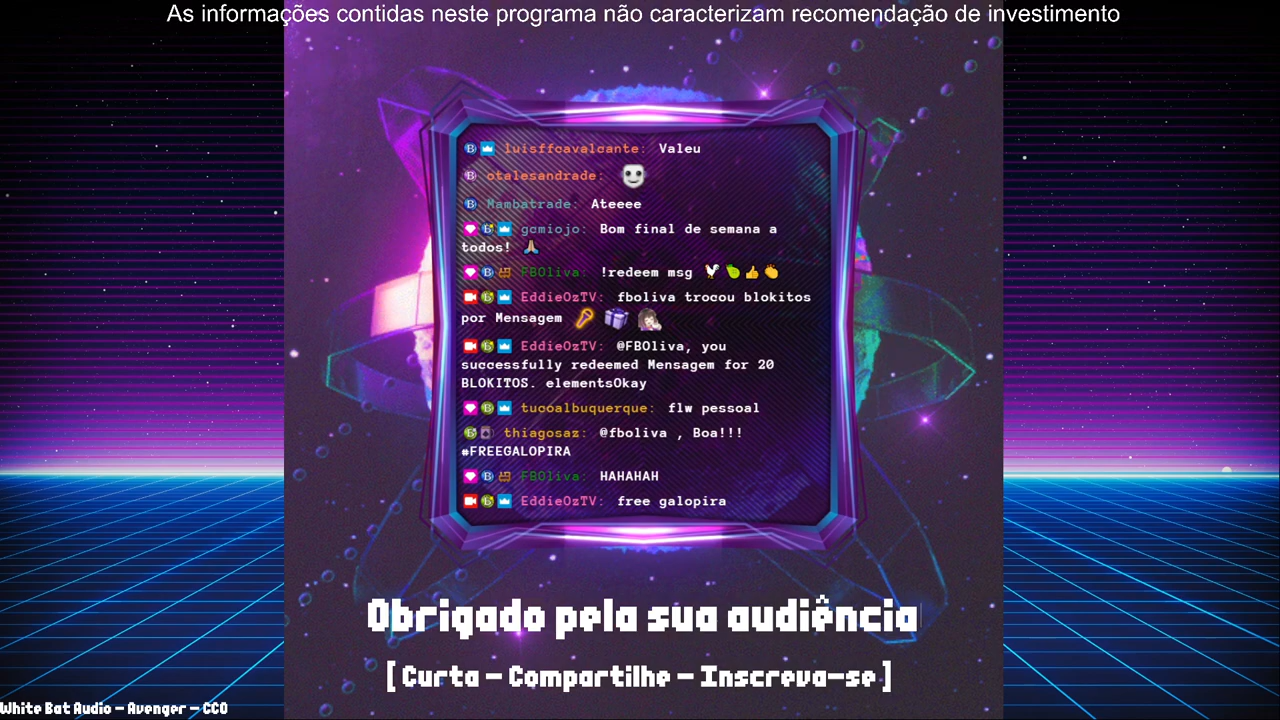 As informações contidas neste programa não caracterizam recomendação de investimento
luisffcavalcante: Valeu
otalesandrade:
Mambatrade: Ateeee
gcmiojo: Bom final de semana a
todos!
FBOliva: !redeem msg
EddieOzTV: fboliva trocou blokitos
por Mensagem
EddieOzTV: @FBOliva, you
successfully redeemed Mensagem for 20
BLOKITOS. elementsOkay
tucoalbuquerque: flw pessoal
thiagosaz: @fboliva , Boa!!!
#FREEGALOPIRA
FBOliva: HAHAHAH
EddieOzTV: free galopira
Obrigado pela sua audiência
[ Curta - Compartilhe - Inscreva-se ]
White Bat Audio - Avenger - CC0